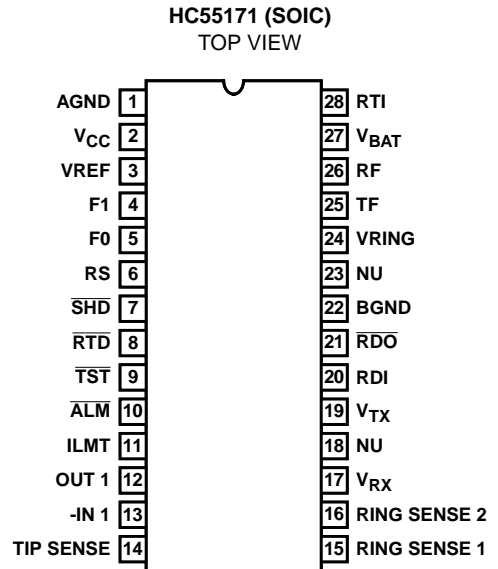 HC55171 (SOIC)
TOP VIEW
AGND 1 28 RTI
VCC 2 27 VBAT
VREF 3 26 RF
F1 4 25 TF
F0 5 24 VRING
RS 6 23 NU
SHD 7 22 BGND
RTD 8 21 RDO
TST 9 20 RDI
ALM 10 19 VTX
ILMT 11 18 NU
OUT 1 12 17 VRX
-IN 1 13 16 RING SENSE 2
TIP SENSE 14 15 RING SENSE 1